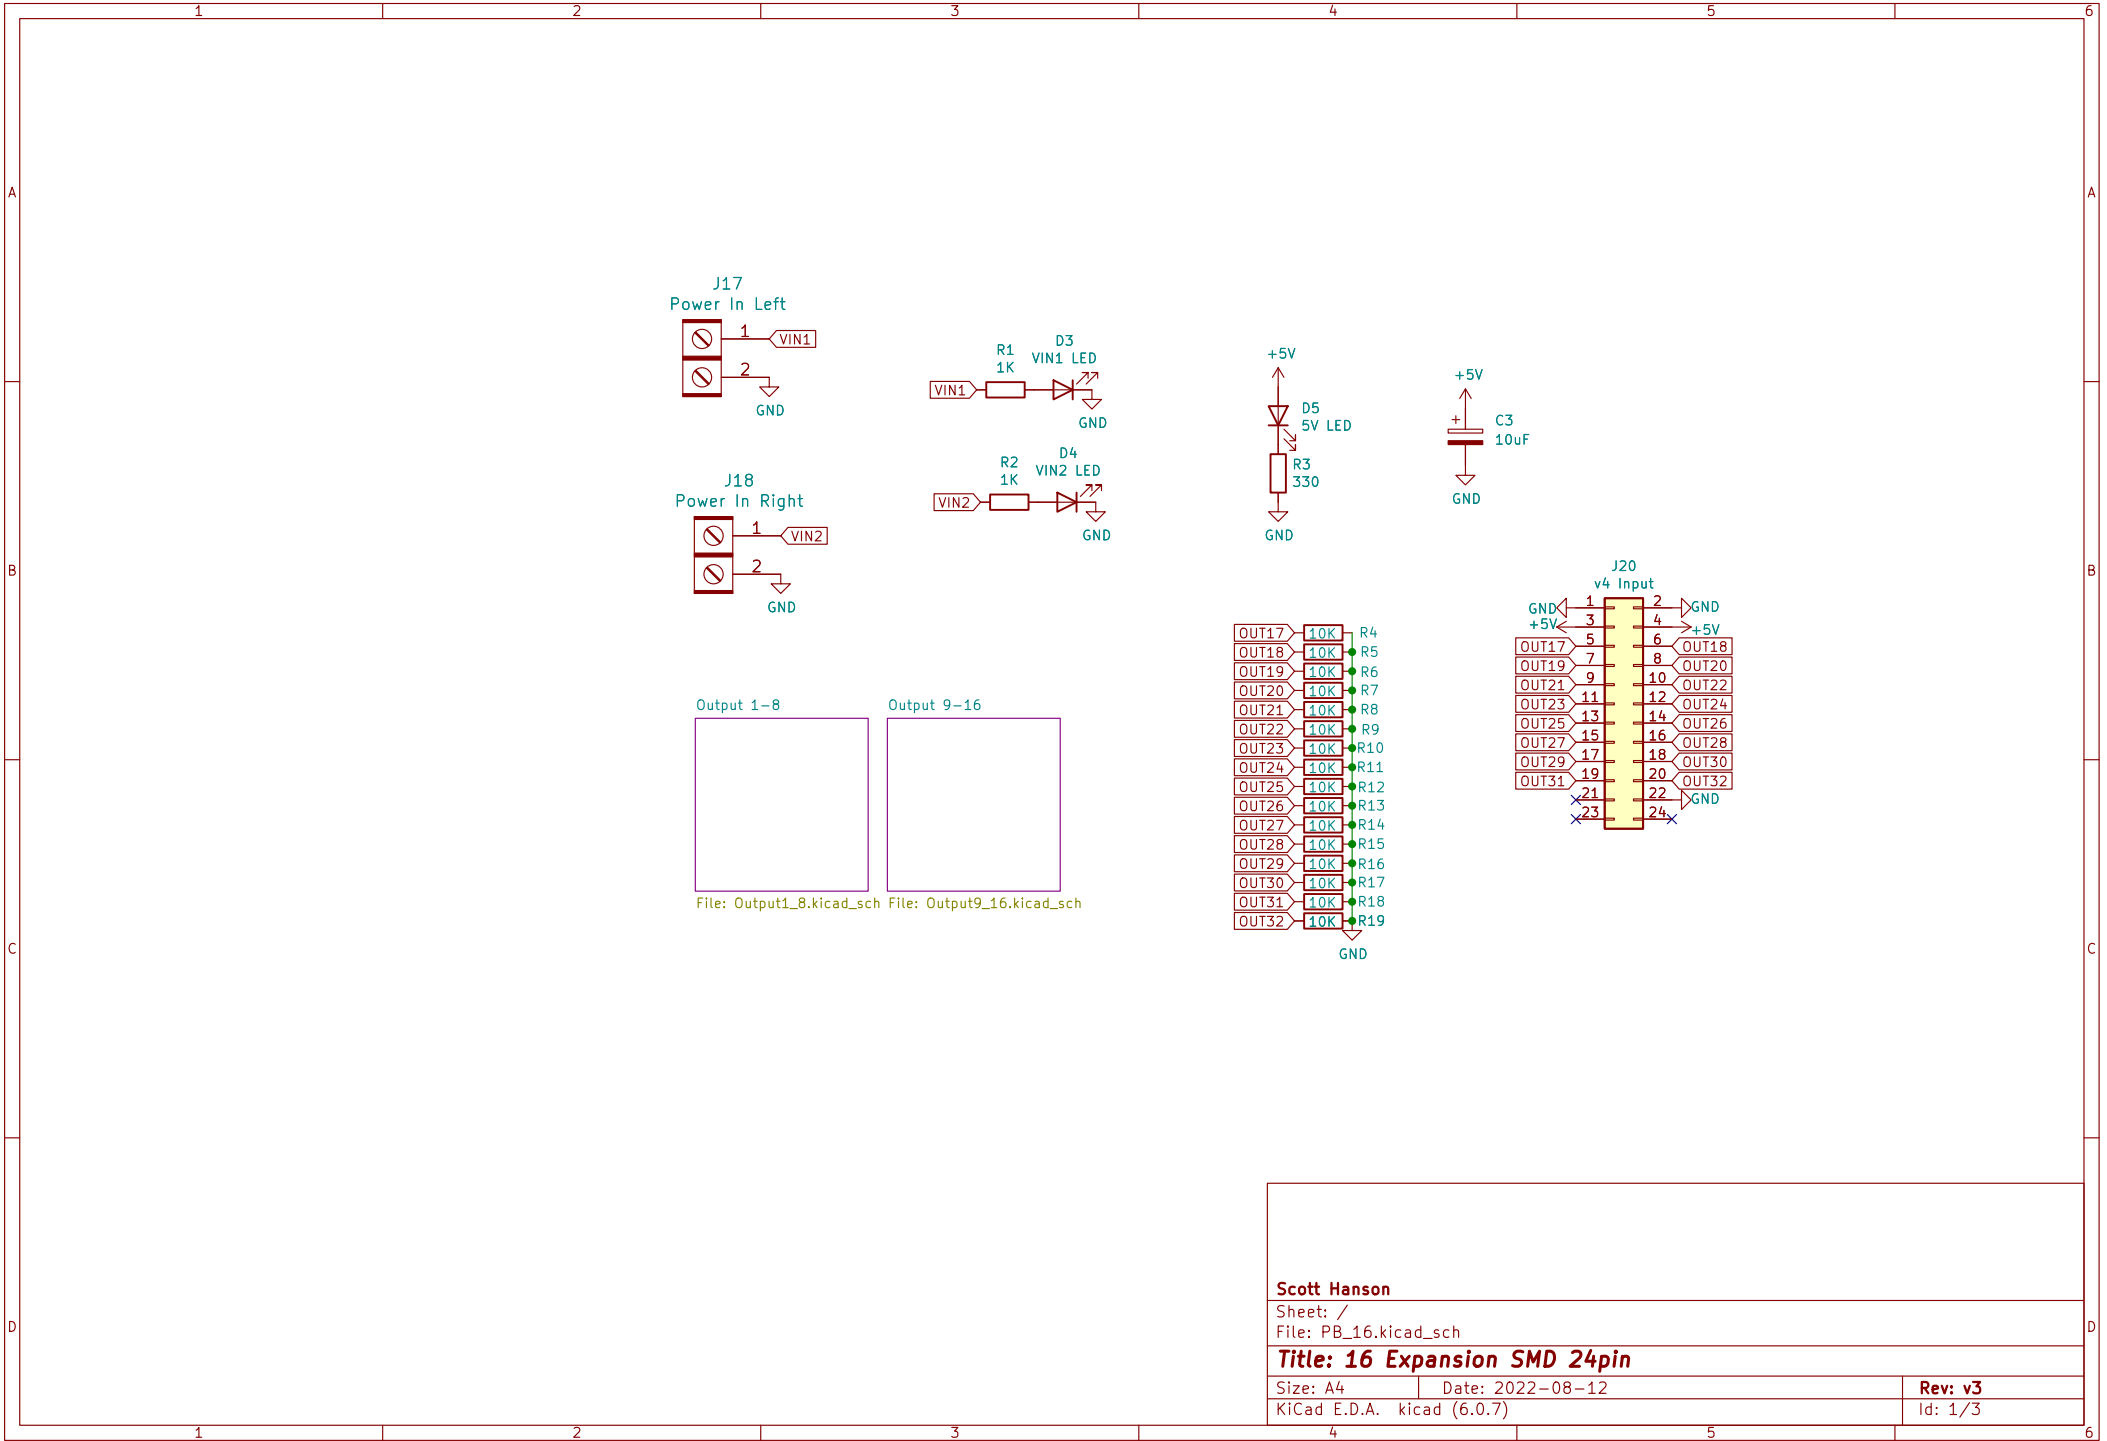 1 2 3 4 5 6
A A
B B
C C
D D
J17
Power In Left
1 VIN1
2
GND
J18
Power In Right
1 VIN2
2
GND
R1
1K
D3
VIN1 LED
VIN1
GND
R2
1K
D4
VIN2 LED
VIN2
GND
+5V
D5
5V LED
R3
330
GND
+5V
+
C3
10uF
GND
Output 1-8
File: Output1_8.kicad_sch
Output 9-16
File: Output9_16.kicad_sch
OUT17 10K R4
OUT18 10K R5
OUT19 10K R6
OUT20 10K R7
OUT21 10K R8
OUT22 10K R9
OUT23 10K R10
OUT24 10K R11
OUT25 10K R12
OUT26 10K R13
OUT27 10K R14
OUT28 10K R15
OUT29 10K R16
OUT30 10K R17
OUT31 10K R18
OUT32 10K R19
GND
J20
v4 Input
GND 1 2 GND
+5V 3 4 +5V
OUT17 5 6 OUT18
OUT19 7 8 OUT20
OUT21 9 10 OUT22
OUT23 11 12 OUT24
OUT25 13 14 OUT26
OUT27 15 16 OUT28
OUT29 17 18 OUT30
OUT31 19 20 OUT32
21 22 GND
23 24
Scott Hanson
Sheet: /
File: PB_16.kicad_sch
Title: 16 Expansion SMD 24pin
Size: A4 Date: 2022-08-12 Rev: v3
KiCad E.D.A. kicad (6.0.7) Id: 1/3
1 2 3 4 5 6